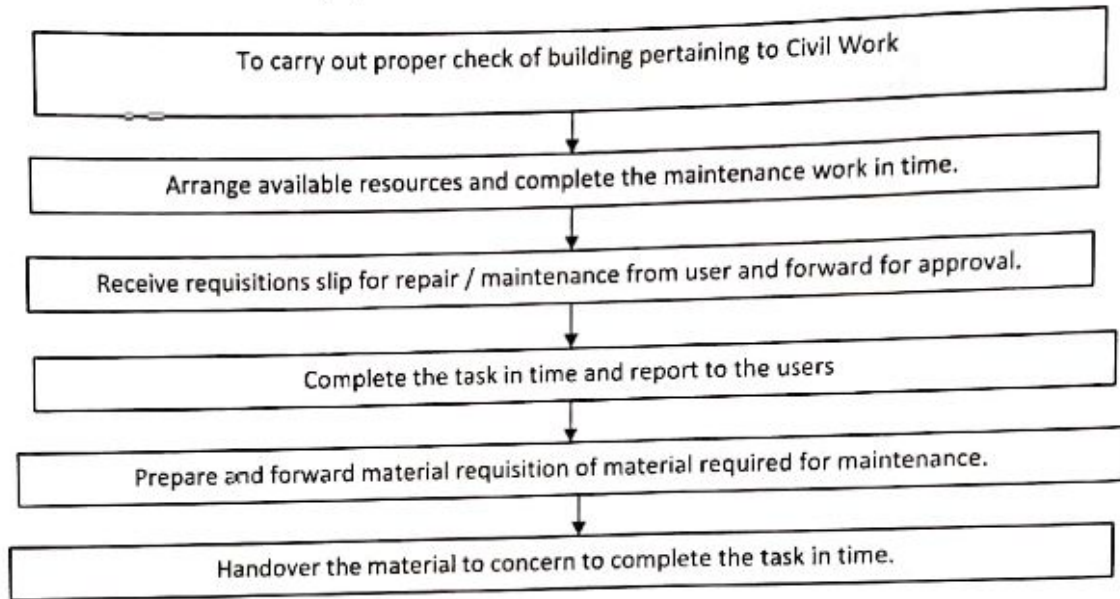 To carry out proper check of building pertaining to Civil Work
Arrange available resources and complete the maintenance work in time.
Receive requisitions slip for repair / maintenance from user and forward for approval.
Complete the task in time and report to the users
Prepare and forward material requisition of material required for maintenance.
Handover the material to concern to complete the task in time.